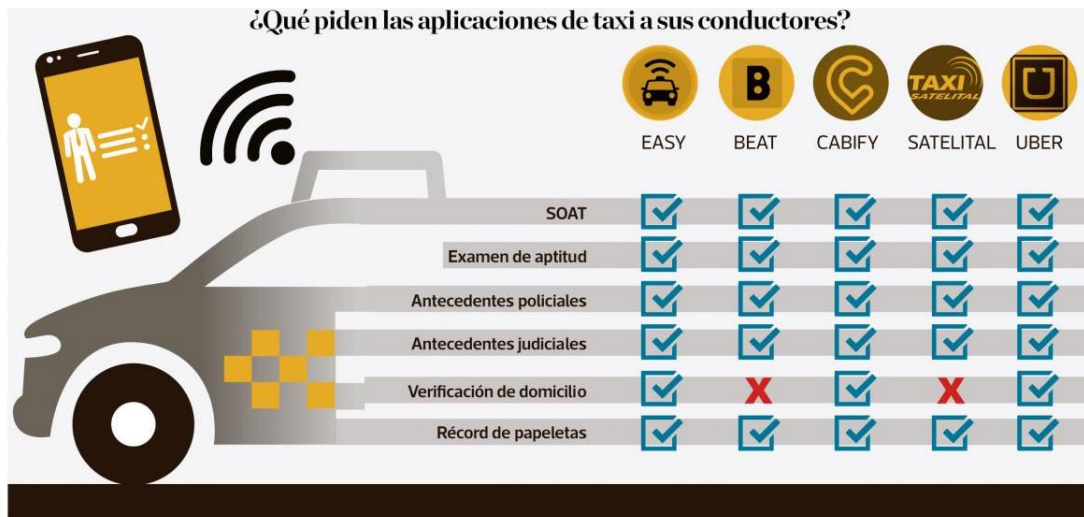 ¿Qué piden las aplicaciones de taxi a sus conductores?
B
TAXI
SATELITAL
U
EASY BEAT CABIFY SATELITAL UBER
SOAT
Examen de aptitud
Antecedentes policiales
Antecedentes judiciales
Verificación de domicilio
X X
Récord de papeletas